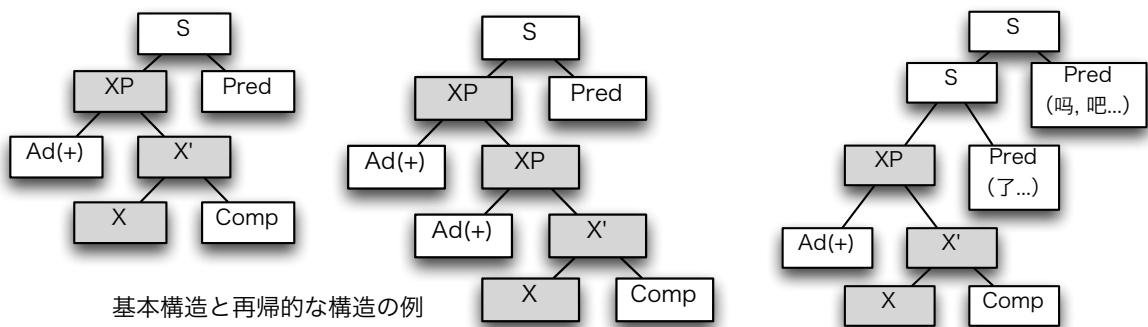 S
XP Pred
Ad(+) X'
X Comp
S
XP Pred
Ad(+) XP
Ad(+) X'
X Comp
S
S Pred
(吗, 吧...)
XP Pred
(了...)
Ad(+) X'
X Comp
基本構造と再帰的な構造の例